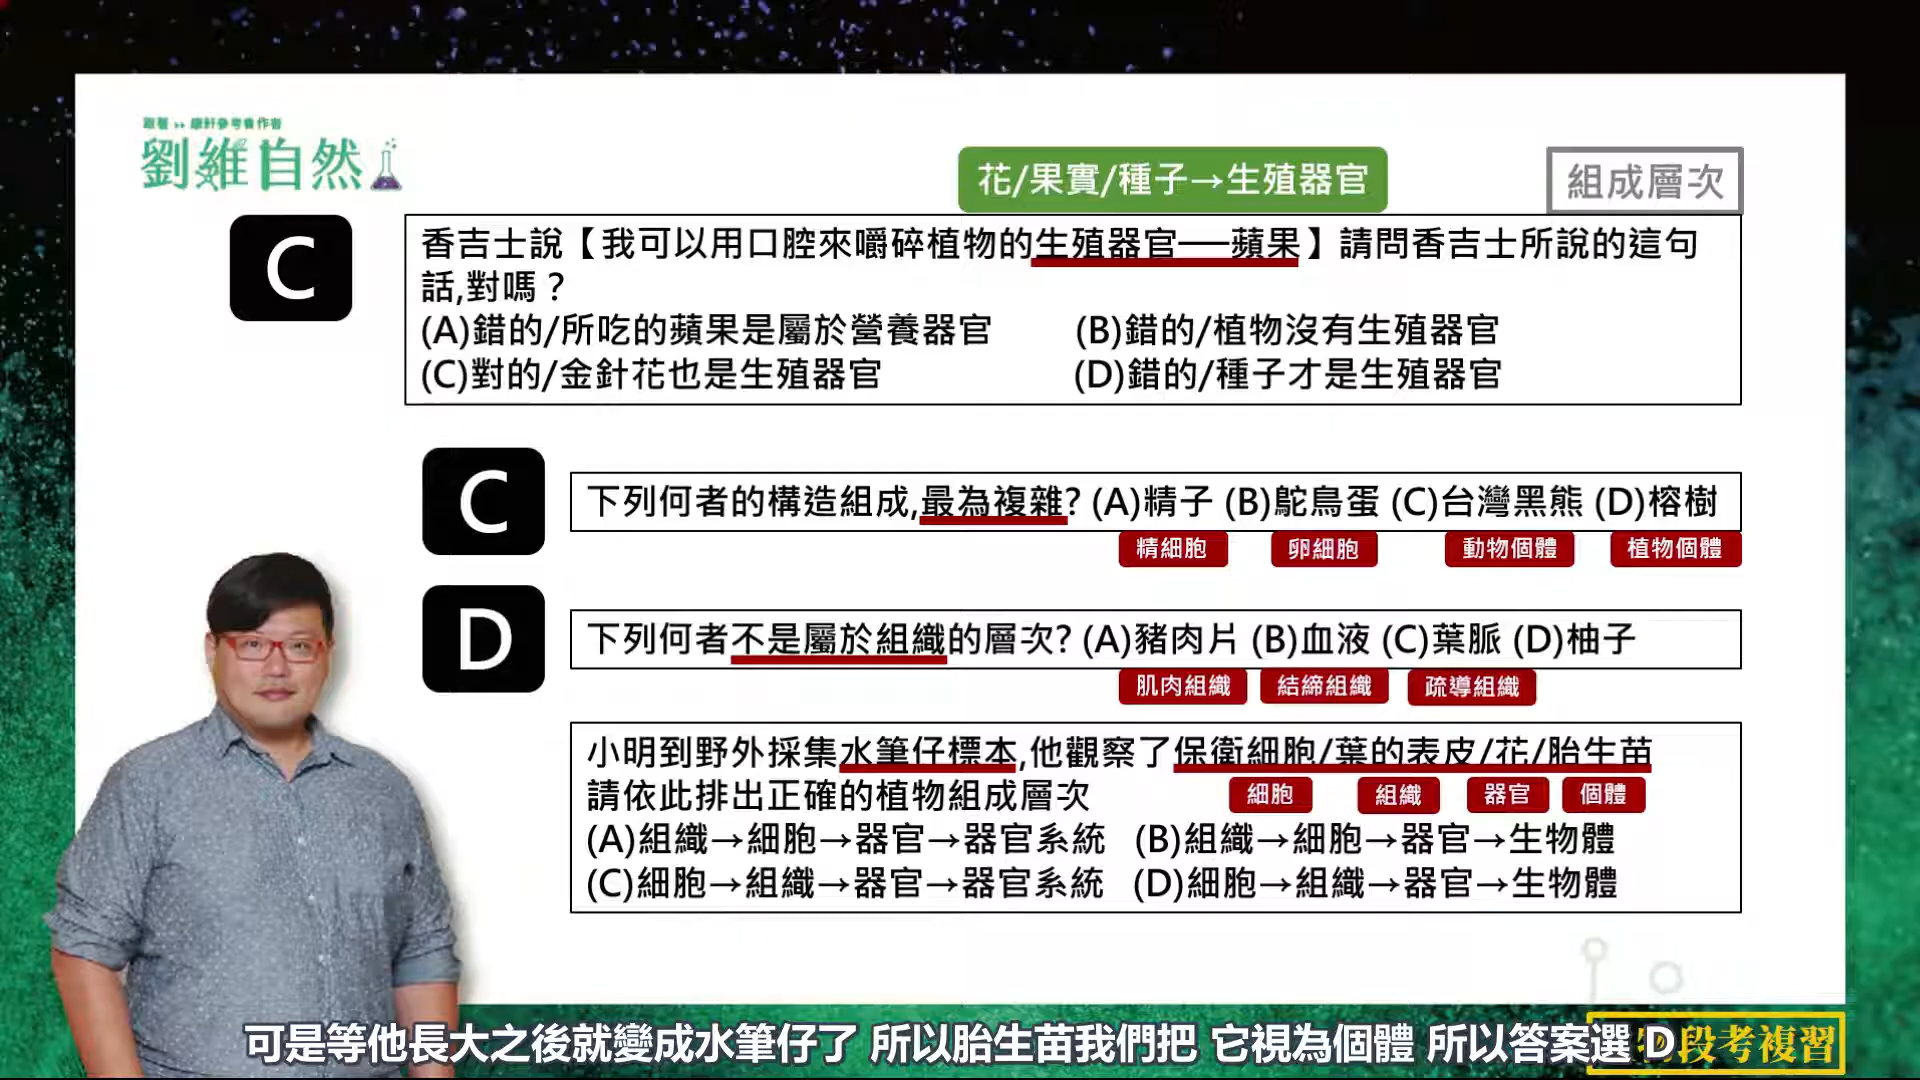 跟著 康軒參考書作者
劉維自然
花/果實/種子→生殖器官
組成層次
C
香吉士說【我可以用口腔來嚼碎植物的生殖器官──蘋果】請問香吉士所說的這句
話,對嗎？
(A)錯的/所吃的蘋果是屬於營養器官 (B)錯的/植物沒有生殖器官
(C)對的/金針花也是生殖器官 (D)錯的/種子才是生殖器官
C
下列何者的構造組成,最為複雜? (A)精子 (B)鴕鳥蛋 (C)台灣黑熊 (D)榕樹
精細胞 卵細胞 動物個體 植物個體
D
下列何者不是屬於組織的層次? (A)豬肉片 (B)血液 (C)葉脈 (D)柚子
肌肉組織 結締組織 疏導組織
小明到野外採集水筆仔標本,他觀察了保衛細胞/葉的表皮/花/胎生苗
請依此排出正確的植物組成層次
細胞 組織 器官 個體
(A)組織→細胞→器官→器官系統 (B)組織→細胞→器官→生物體
(C)細胞→組織→器官→器官系統 (D)細胞→組織→器官→生物體
可是等他長大之後就變成水筆仔了 所以胎生苗我們把 它視為個體 所以答案選 D
段考複習